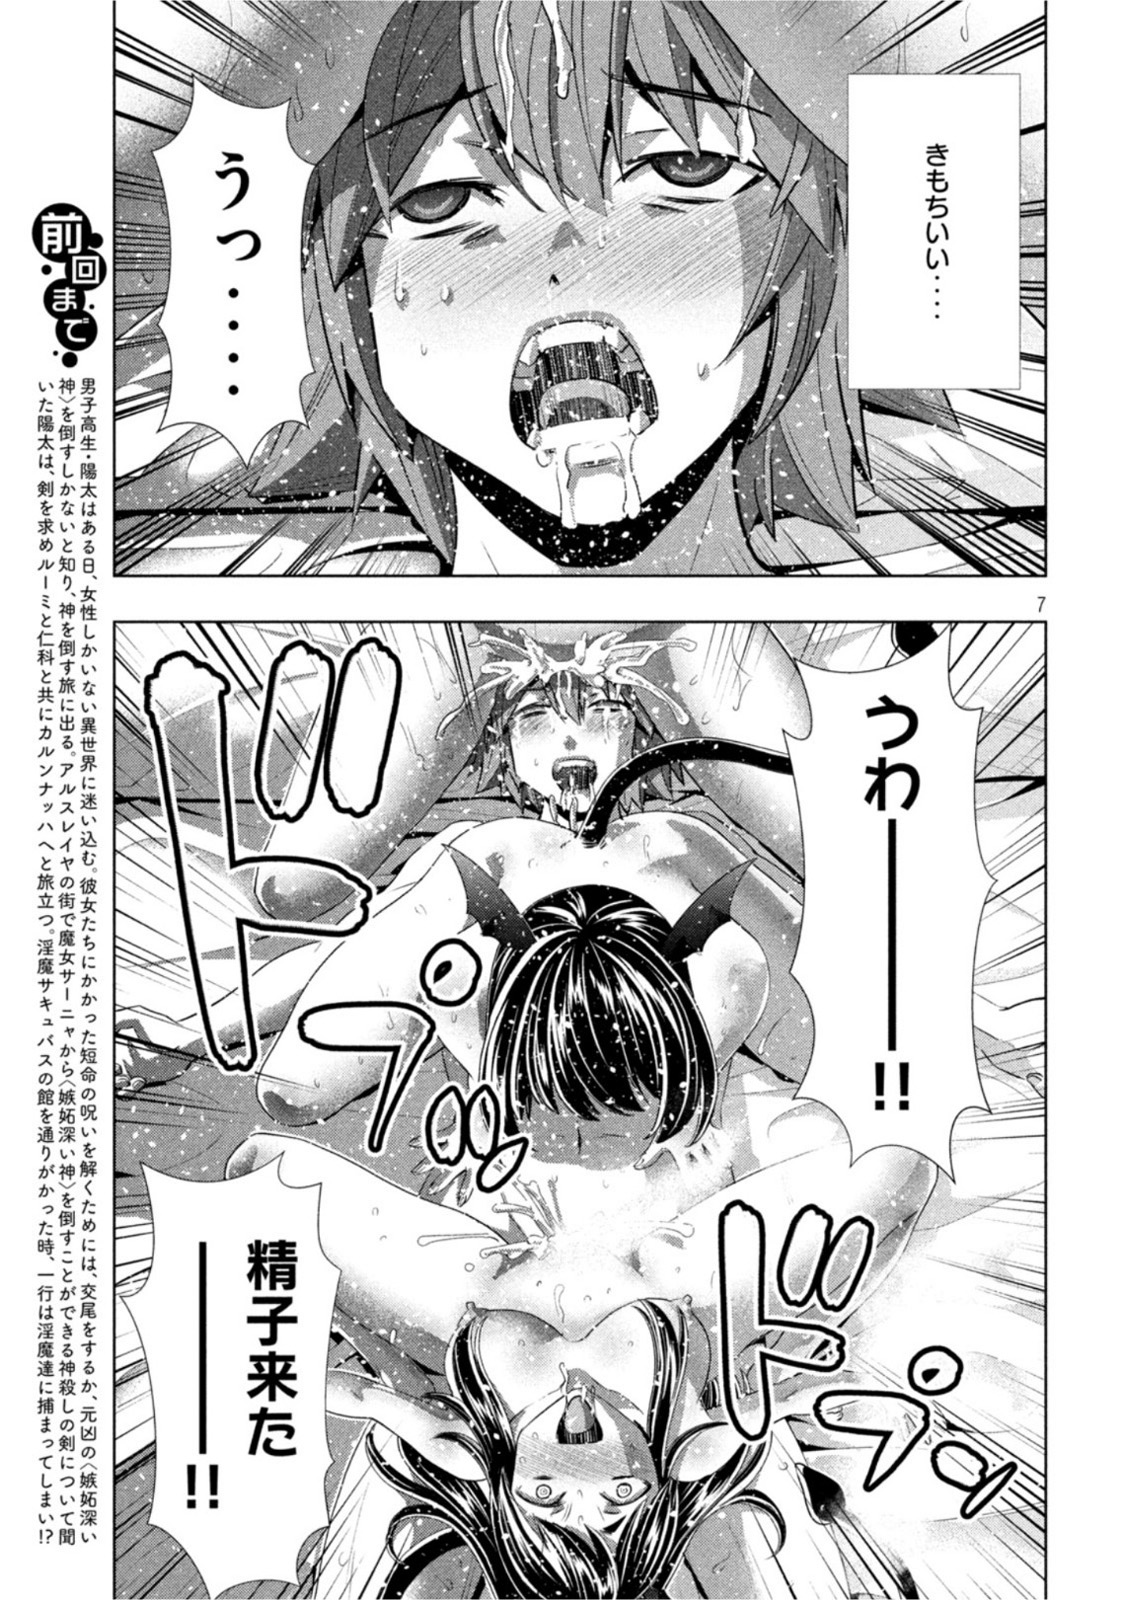 きもちいい‥‥
うっ‥‥
7
うわ――!!
ドプッ
精子来た――!!
ドプッ
前回まで
男子高生・陽太はある日、女性しかいない異世界に迷い込む。彼女たちにかかった短命の呪いを解くためには、交尾をするか、元凶の〈嫉妬深い
神〉を倒すしかないと知り、神を倒す旅に出る。アルスレイヤの街で魔女サーニャから〈嫉妬深い神〉を倒すことができる神殺しの剣について聞
いた陽太は、剣を求めルーミと仁科と共にカルンナッハへと旅立つ。淫魔サキュバスの館を通りがかった時、一行は淫魔達に捕まってしまい!?